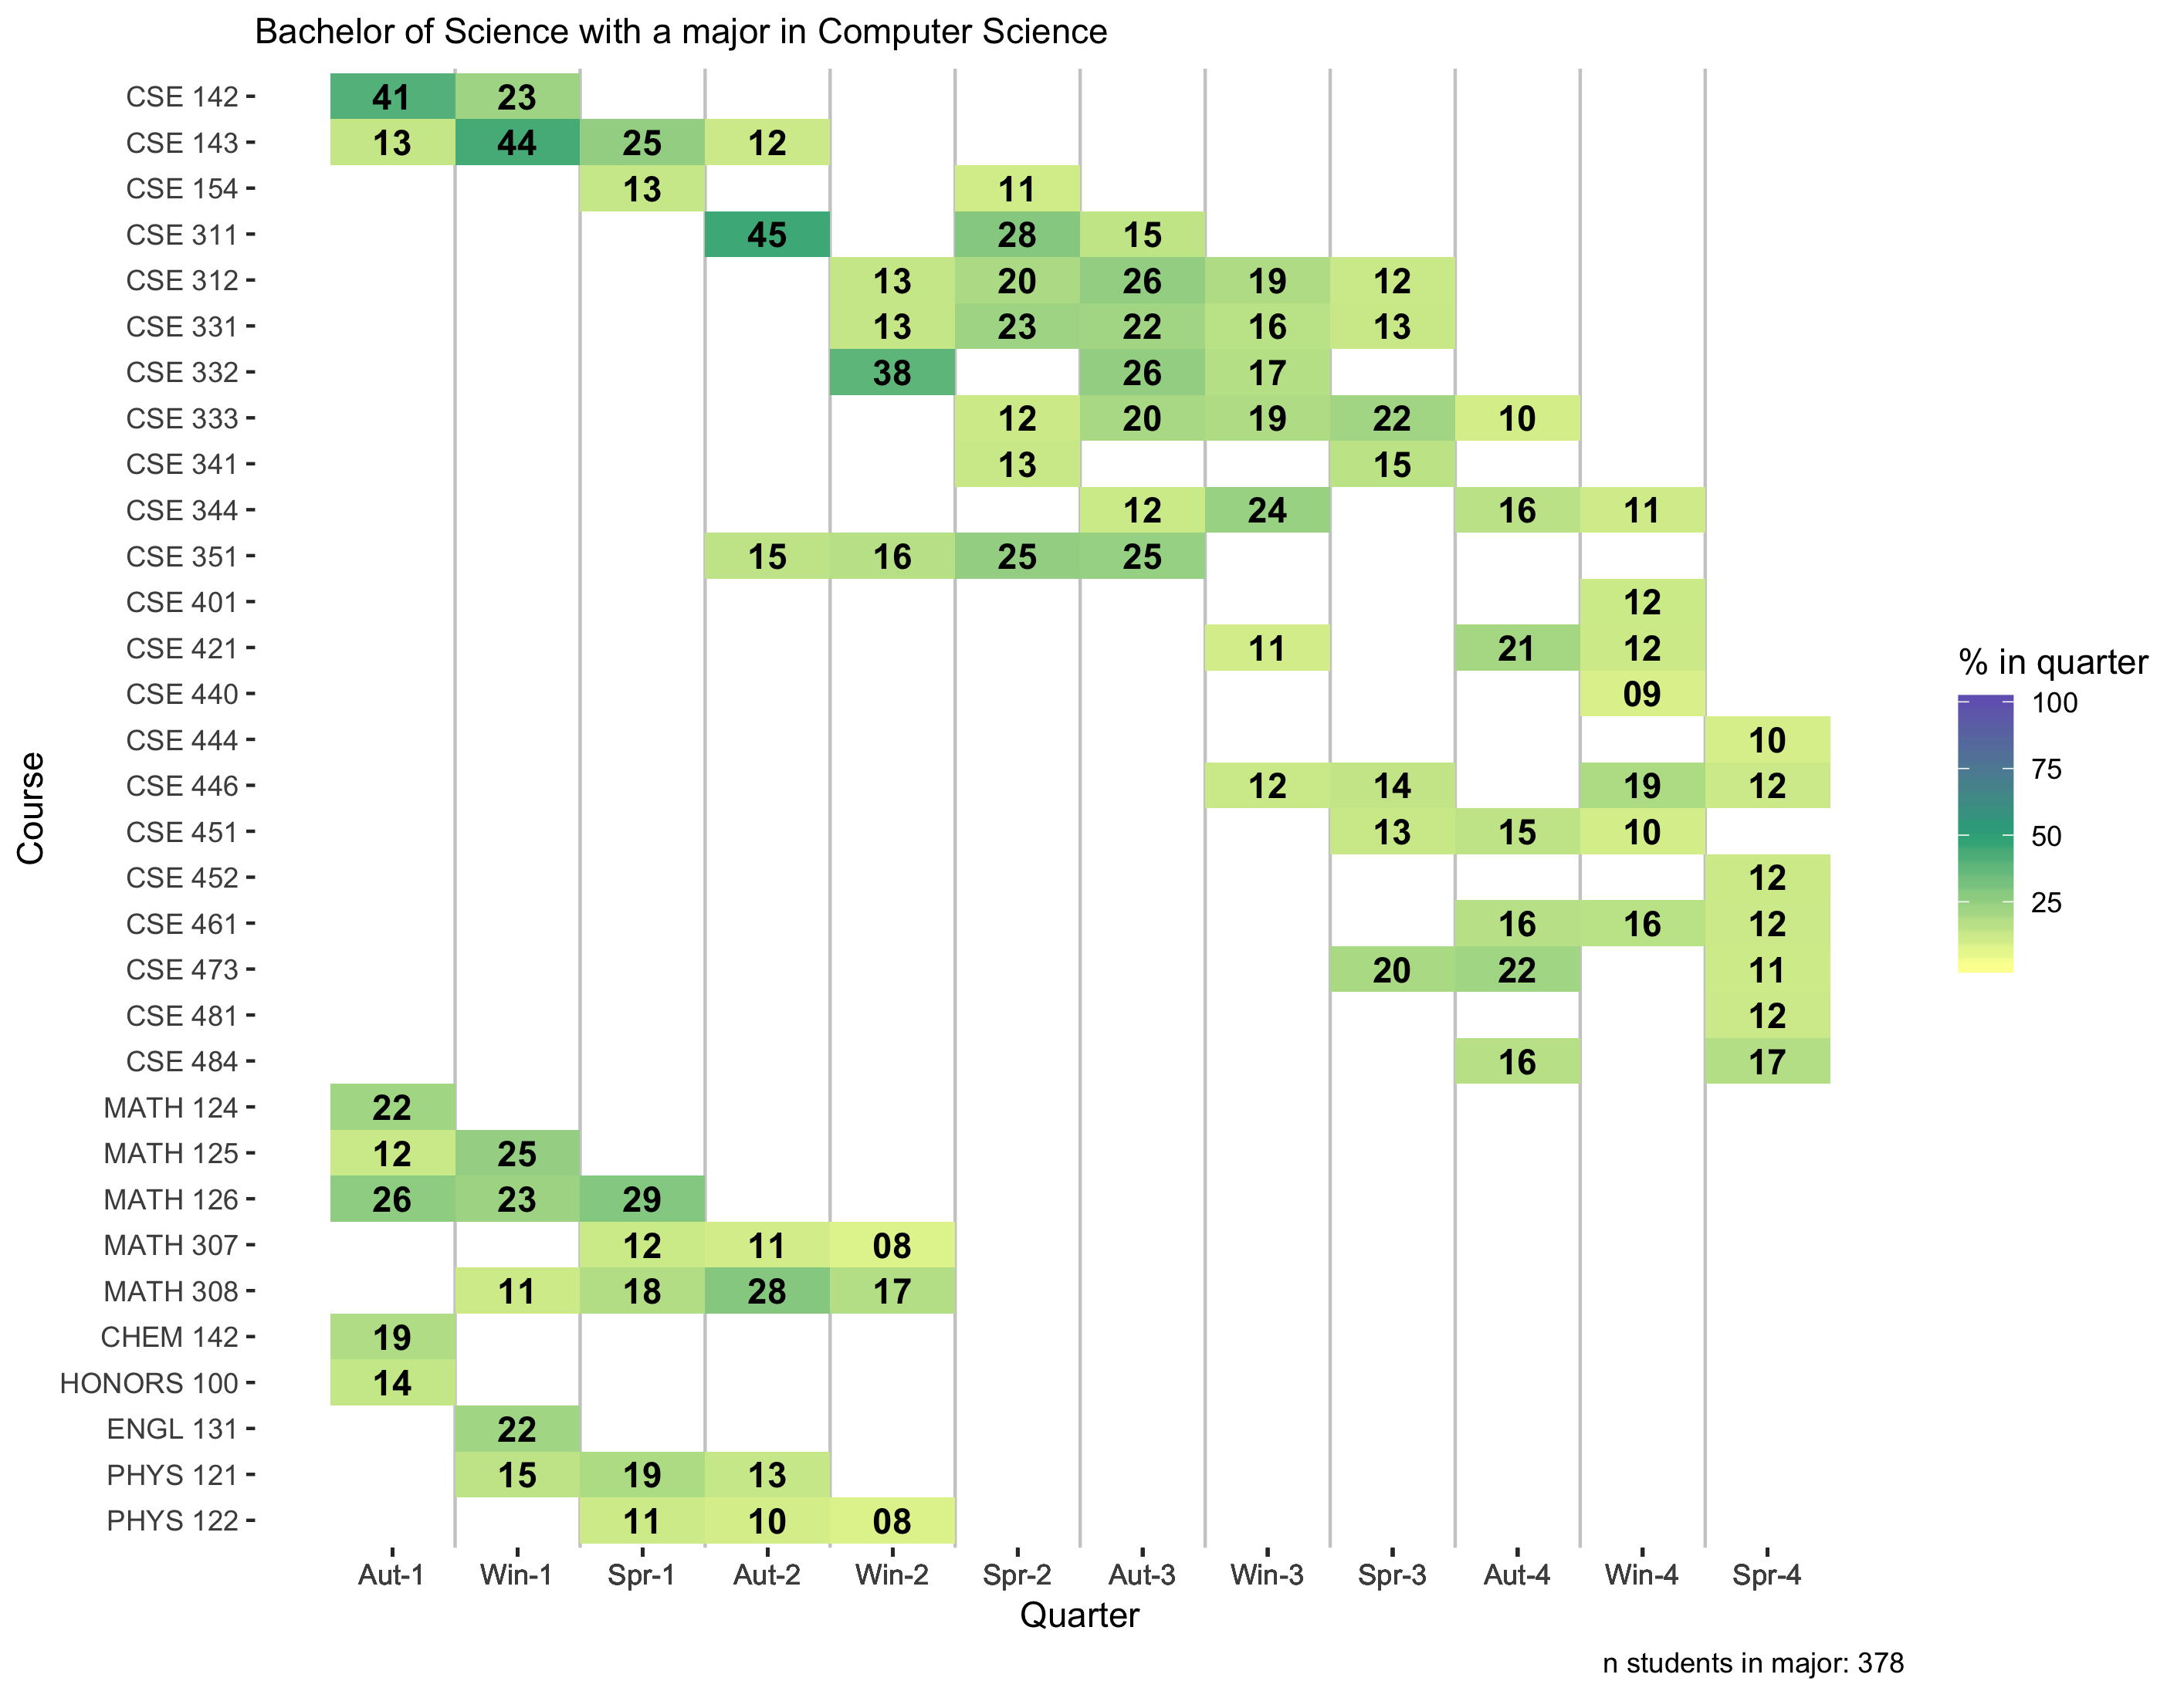 Bachelor of Science with a major in Computer Science
CSE 142 41 23
CSE 143 13 44 25 12
CSE 154 13 11
CSE 311 45 28 15
CSE 312 13 20 26 19 12
CSE 331 13 23 22 16 13
CSE 332 38 26 17
CSE 333 12 20 19 22 10
CSE 341 13 15
CSE 344 12 24 16 11
CSE 351 15 16 25 25
CSE 401 12
CSE 421 11 21 12
CSE 440 09
CSE 444 10
CSE 446 12 14 19 12
CSE 451 13 15 10
CSE 452 12
CSE 461 16 16 12
CSE 473 20 22 11
CSE 481 12
CSE 484 16 17
MATH 124 22
MATH 125 12 25
MATH 126 26 23 29
MATH 307 12 11 08
MATH 308 11 18 28 17
CHEM 142 19
HONORS 100 14
ENGL 131 22
PHYS 121 15 19 13
PHYS 122 11 10 08
Aut-1 Win-1 Spr-1 Aut-2 Win-2 Spr-2 Aut-3 Win-3 Spr-3 Aut-4 Win-4 Spr-4
Quarter
Course
% in quarter
100
75
50
25
n students in major: 378